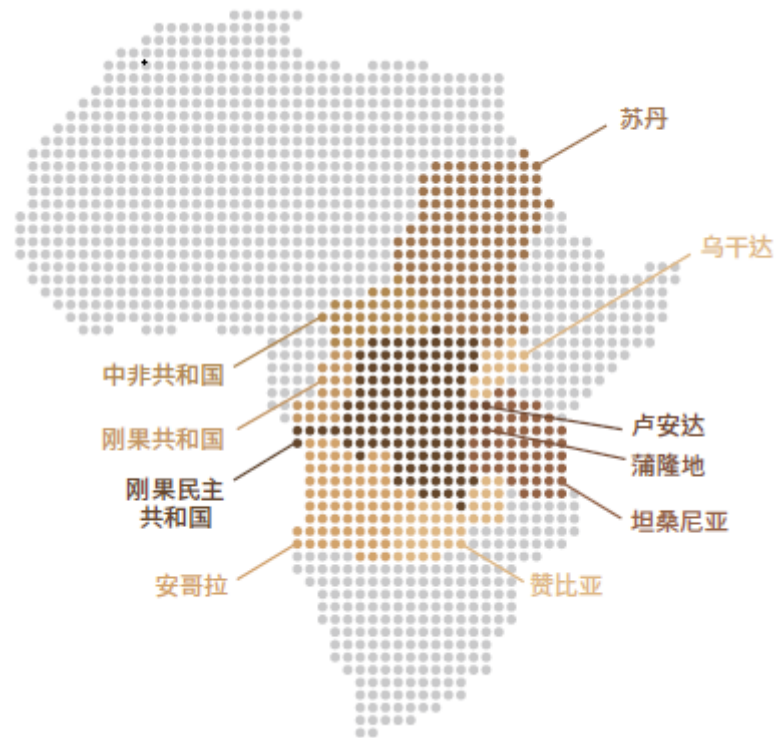 苏丹
乌干达
中非共和国
刚果共和国
卢安达
蒲隆地
刚果民主
共和国
坦桑尼亚
安哥拉
赞比亚